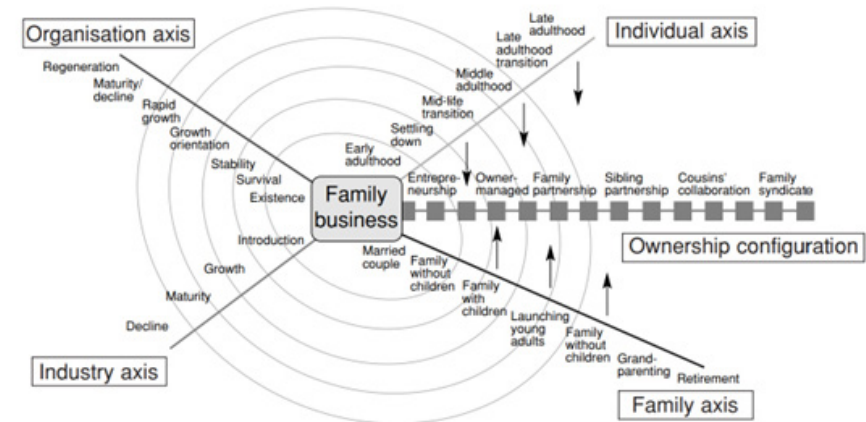 Organisation axis
Regeneration
Maturity/
decline
Rapid
growth
Growth
orientation
Stability
Survival
Existence
Individual axis
Late
adulthood
Late
adulthood
transition
Middle
adulthood
Mid-life
transition
Settling
down
Early
adulthood
Family
business
Entrepre-
neurship
Owner-
managed
Family
partnership
Sibling
partnership
Cousins'
collaboration
Family
syndicate
Ownership configuration
Introduction
Growth
Maturity
Decline
Industry axis
Married
couple
Family
without
children
Family
with
children
Launching
young
adults
Family
without
children
Grand-
parenting
Retirement
Family axis